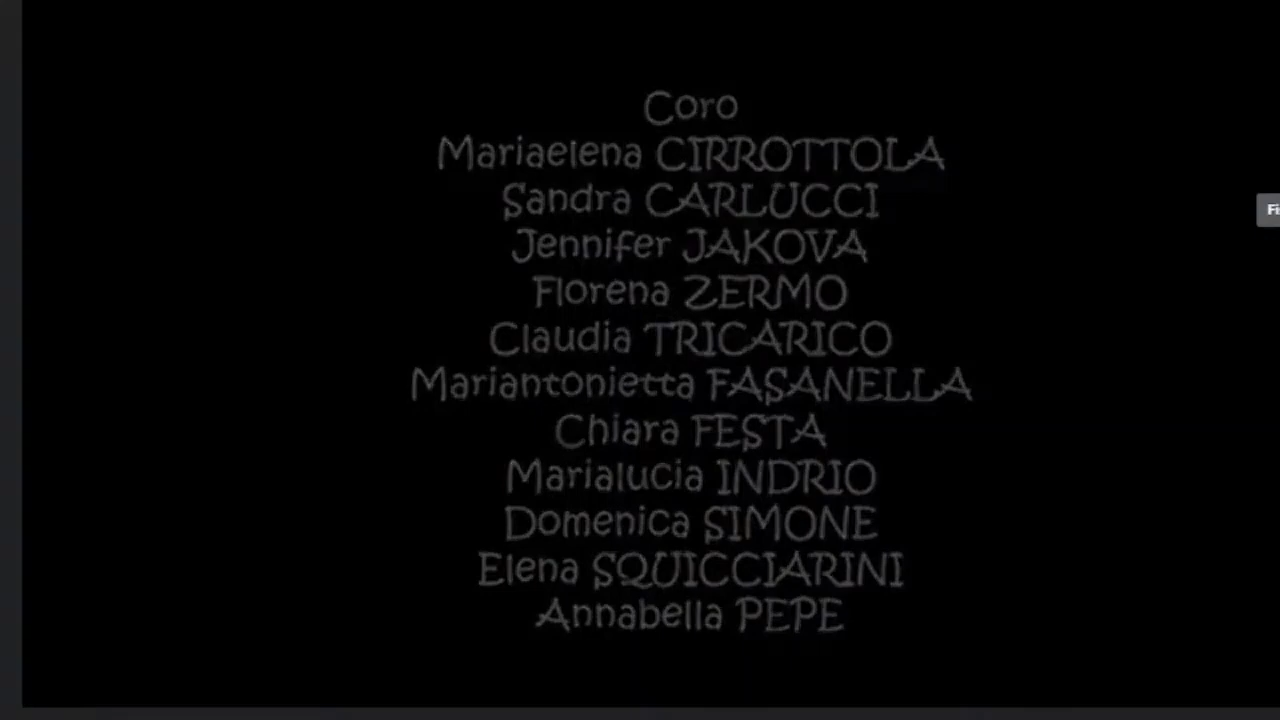 Coro
Mariaelena CIRROTTOLA
Sandra CARLUCCI
Jennifer JAKOVA
Florena ZERMO
Claudia TRICARICO
Mariantonietta FASANELLA
Chiara FESTA
Marialucia INDRIO
Domenica SIMONE
Elena SQUICCIARINI
Annabella PEPE